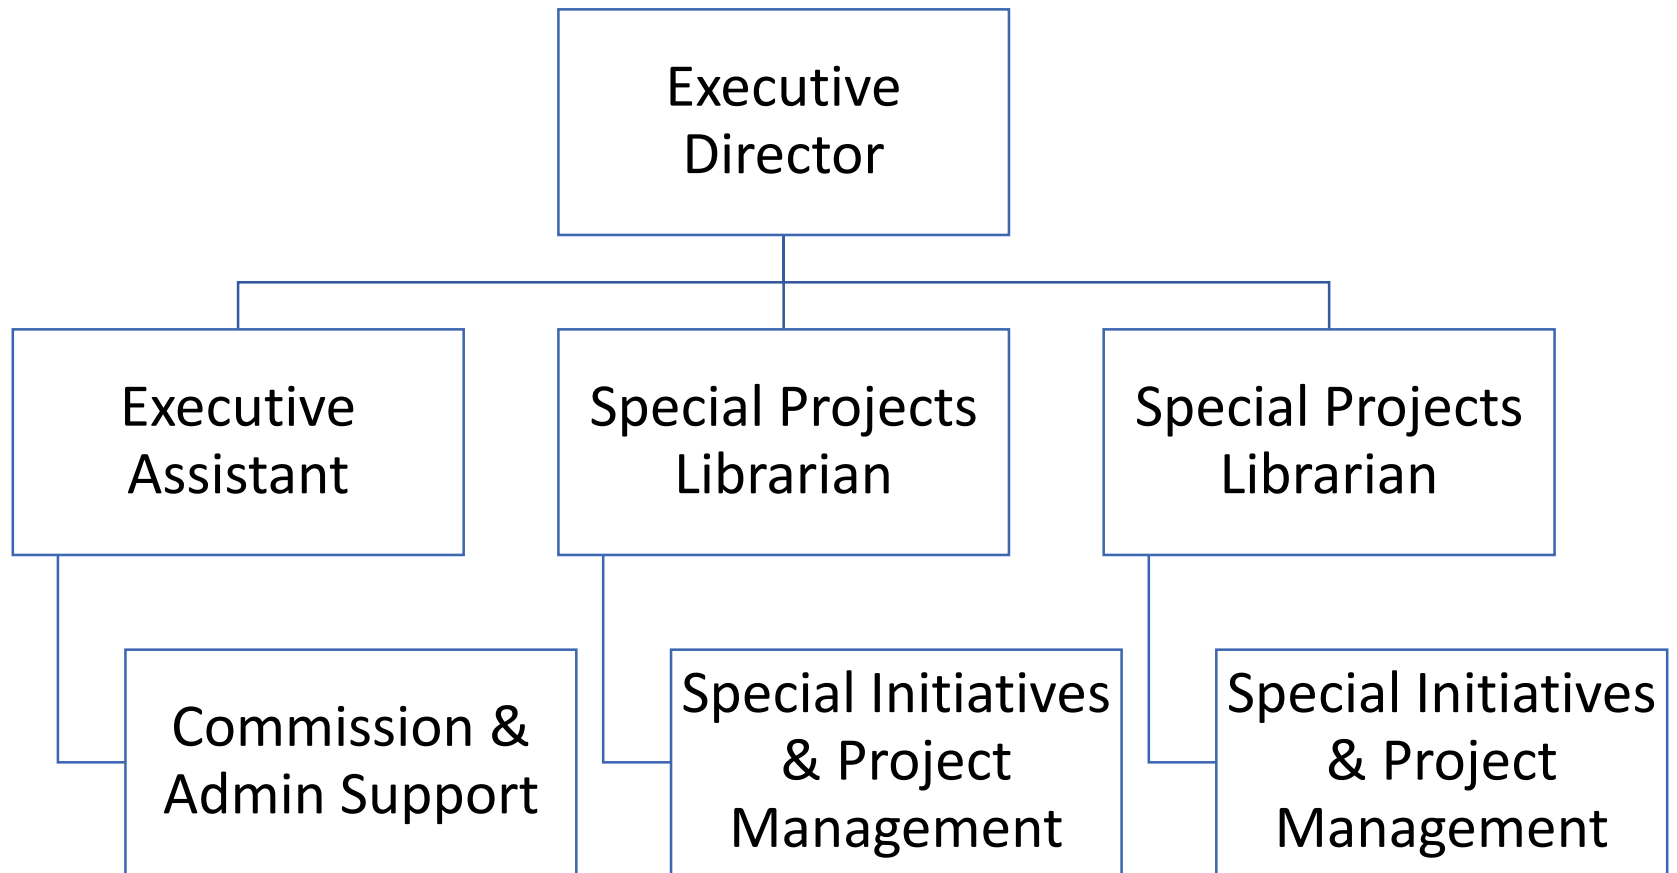 Executive
Director
Executive
Assistant
Special Projects
Librarian
Special Projects
Librarian
Commission &
Admin Support
Special Initiatives
& Project
Management
Special Initiatives
& Project
Management